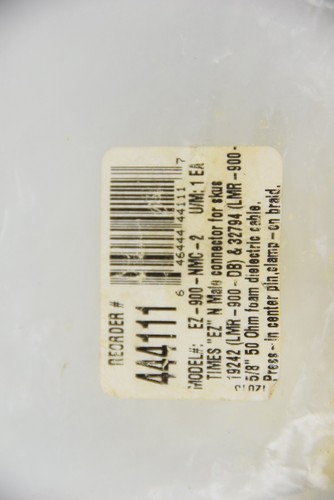 REORDER #
444111
6 46444 44111 7
MODEL#: EZ-900-NMC-2 U/M: 1 EA
TIMES "EZ" N Male connector for skus
19242 (LMR-900-DB) & 32794 (LMR-900-
5/8" 50 Ohm foam dielectric cable.
Press-in center pin,clamp-on braid.